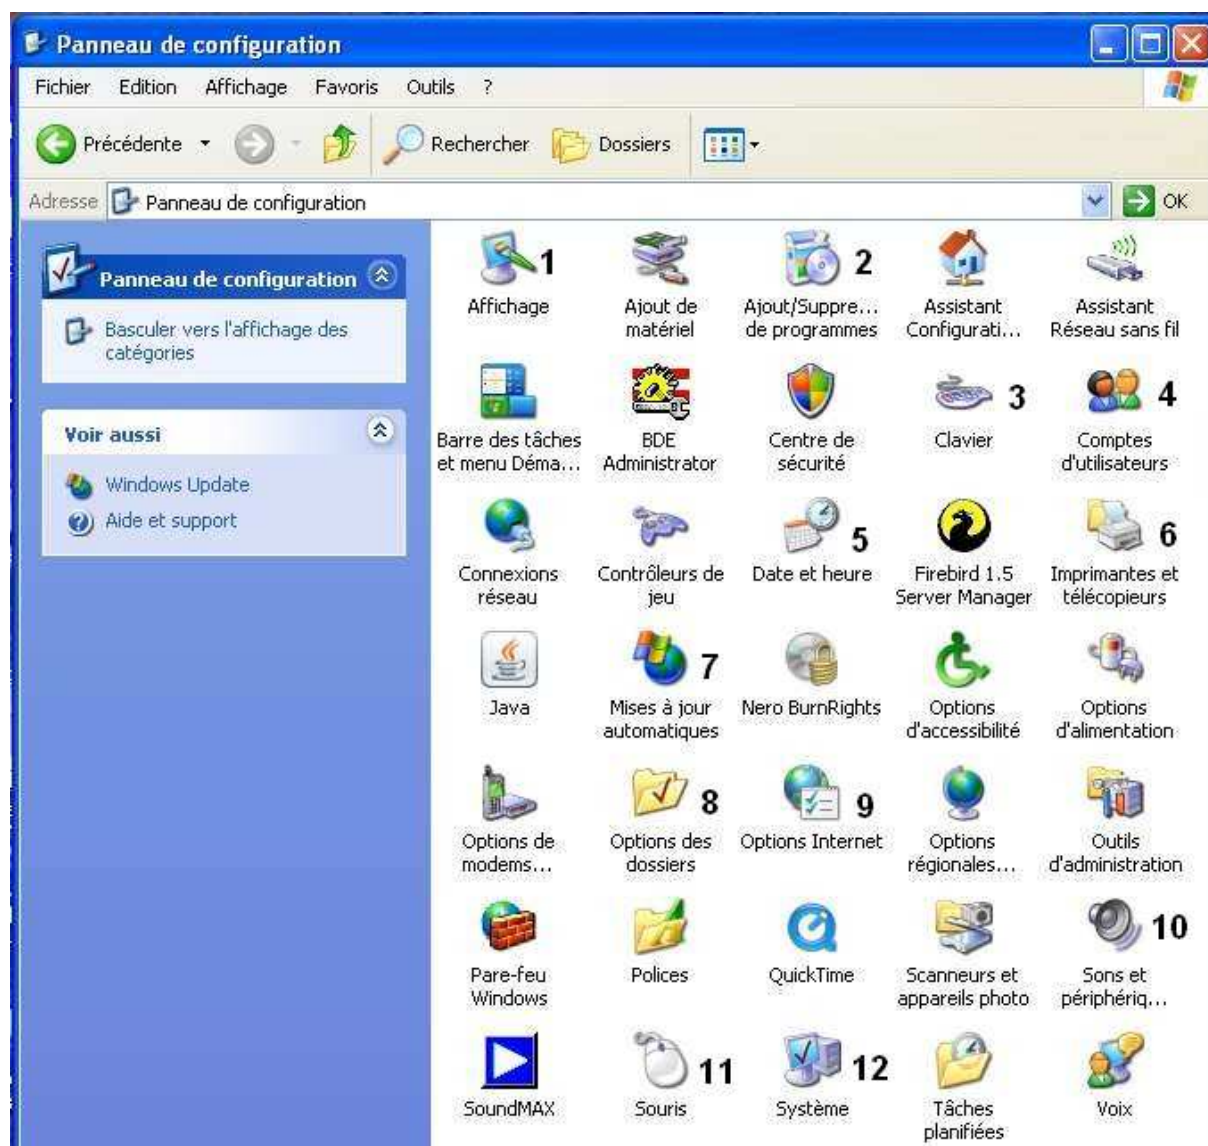 Panneau de configuration
Fichier Edition Affichage Favoris Outils ?
Précédente Rechercher Dossiers
Adresse Panneau de configuration OK
Panneau de configuration
Basculer vers l'affichage des
catégories
Voir aussi
Windows Update
Aide et support
1 2
Affichage Ajout de Ajout/Suppre... Assistant Assistant
matériel de programmes Configurati... Réseau sans fil
3 4
Barre des tâches BDE Centre de Clavier Comptes
et menu Déma... Administrator sécurité d'utilisateurs
5 6
Connexions Contrôleurs de Date et heure Firebird 1.5 Imprimantes et
réseau jeu Server Manager télécopieurs
7
Java Mises à jour Nero BurnRights Options Options
automatiques d'accessibilité d'alimentation
8 9
Options de Options des Options Internet Options Outils
modems... dossiers régionales... d'administration
10
Pare-feu Polices QuickTime Scanneurs et Sons et
Windows appareils photo périphériq...
11 12
SoundMAX Souris Système Tâches Voix
planifiées